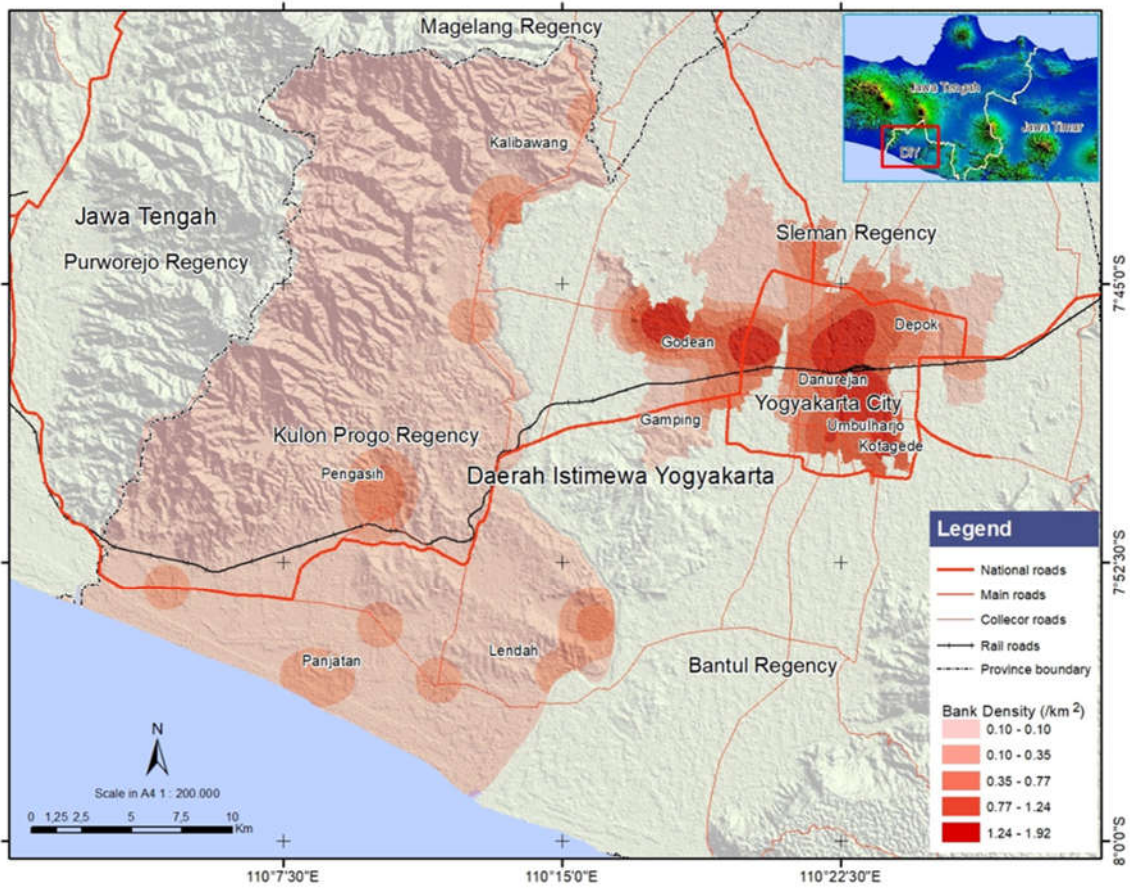 Magelang Regency
Jawa Tengah
Jawa Timur
DIY
Kalibawang
Jawa Tengah
Purworejo Regency
Sleman Regency
7°45'0"S
Godean
Depok
Danurejan
Yogyakarta City
Gamping
Umbulharjo
Kotagede
Kulon Progo Regency
Pengasih
Daerah Istimewa Yogyakarta
Legend
7°52'30"S
National roads
Main roads
Collecor roads
Rail roads
Province boundary
Lendah
Panjatan
Bantul Regency
Bank Density (/km 2)
0.10 - 0.10
0.10 - 0.35
0.35 - 0.77
0.77 - 1.24
1.24 - 1.92
N
Scale in A4 1 : 200.000
0 1,25 2,5 5 7,5 10
Km
8°0'0"S
110°7'30"E 110°15'0"E 110°22'30"E